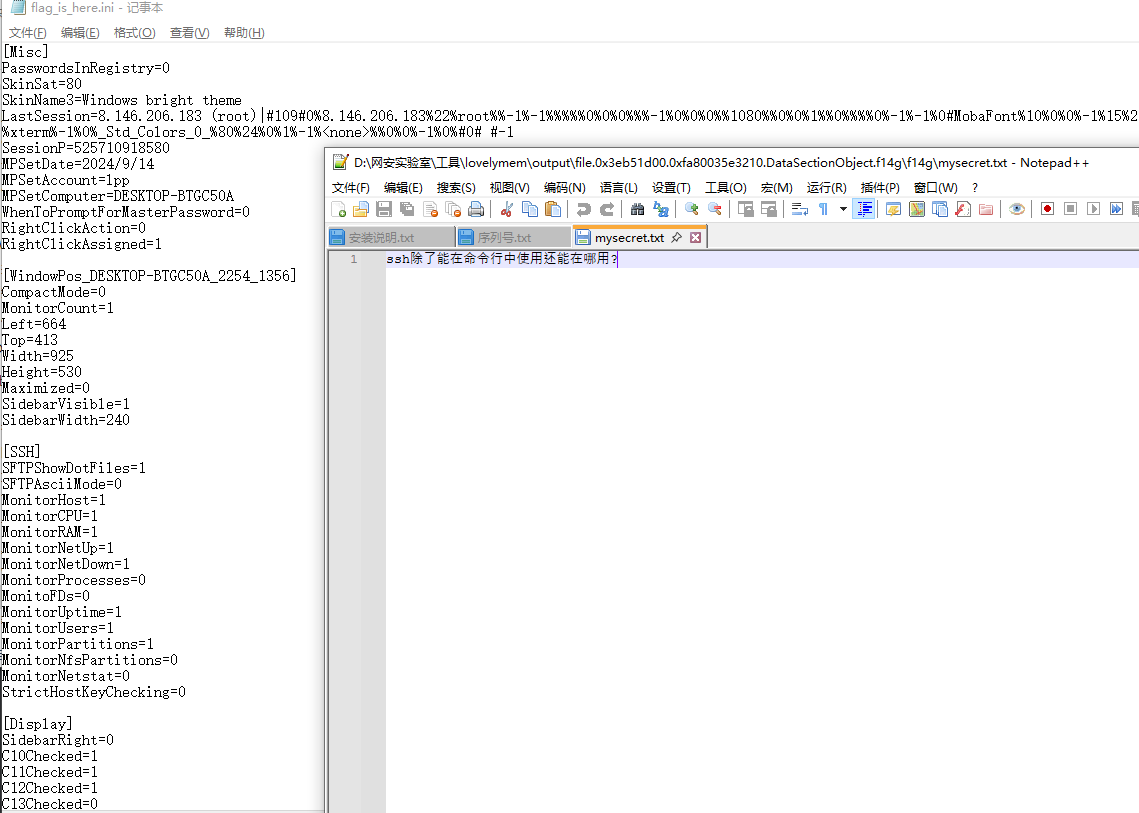 flag_is_here.ini - 记事本
文件(F) 编辑(E) 格式(O) 查看(V) 帮助(H)
[Misc]
PasswordsInRegistry=0
SkinSat=80
SkinName3=Windows bright theme
LastSession=8.146.206.183 (root)|#109#0%8.146.206.183%22%root%%-1%-1%%%%%0%0%0%%%-1%0%0%0%%1080%%0%0%1%%0%%%%0%-1%-1%0#MobaFont%10%0%0%-1%15%2
%xterm%-1%0%_Std_Colors_0_%80%24%0%1%-1%<none>%%0%0%-1%0%#0# #-1
SessionP=525710918580
MPSetDate=2024/9/14
MPSetAccount=1pp
MPSetComputer=DESKTOP-BTGC50A
WhenToPromptForMasterPassword=0
RightClickAction=0
RightClickAssigned=1
[WindowPos_DESKTOP-BTGC50A_2254_1356]
CompactMode=0
MonitorCount=1
Left=664
Top=413
Width=925
Height=530
Maximized=0
SidebarVisible=1
SidebarWidth=240
[SSH]
SFTPShowDotFiles=1
SFTPAsciiMode=0
MonitorHost=1
MonitorCPU=1
MonitorRAM=1
MonitorNetUp=1
MonitorNetDown=1
MonitorProcesses=0
MonitoFDs=0
MonitorUptime=1
MonitorUsers=1
MonitorPartitions=1
MonitorNfsPartitions=0
MonitorNetstat=0
StrictHostKeyChecking=0
[Display]
SidebarRight=0
C10Checked=1
C11Checked=1
C12Checked=1
C13Checked=0
D:\网安实验室\工具\lovelymem\output\file.0x3eb51d00.0xfa80035e3210.DataSectionObject.f14g\f14g\mysecret.txt - Notepad++
文件(F) 编辑(E) 搜索(S) 视图(V) 编码(N) 语言(L) 设置(T) 工具(O) 宏(M) 运行(R) 插件(P) 窗口(W) ?
安装说明.txt 序列号.txt mysecret.txt
1 ssh除了能在命令行中使用还能在哪用?